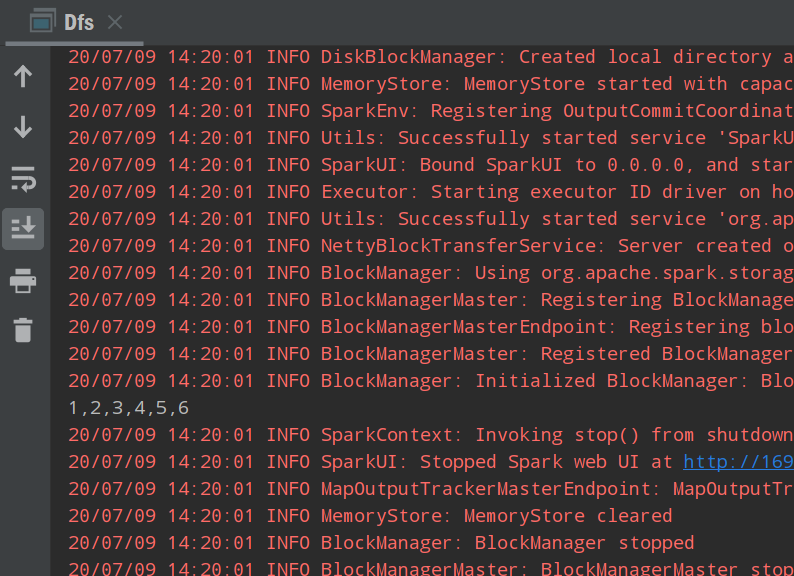 Dfs
20/07/09 14:20:01 INFO DiskBlockManager: Created local directory a
20/07/09 14:20:01 INFO MemoryStore: MemoryStore started with capac
20/07/09 14:20:01 INFO SparkEnv: Registering OutputCommitCoordinat
20/07/09 14:20:01 INFO Utils: Successfully started service 'SparkU
20/07/09 14:20:01 INFO SparkUI: Bound SparkUI to 0.0.0.0, and star
20/07/09 14:20:01 INFO Executor: Starting executor ID driver on ho
20/07/09 14:20:01 INFO Utils: Successfully started service 'org.ap
20/07/09 14:20:01 INFO NettyBlockTransferService: Server created o
20/07/09 14:20:01 INFO BlockManager: Using org.apache.spark.storag
20/07/09 14:20:01 INFO BlockManagerMaster: Registering BlockManage
20/07/09 14:20:01 INFO BlockManagerMasterEndpoint: Registering blo
20/07/09 14:20:01 INFO BlockManagerMaster: Registered BlockManager
20/07/09 14:20:01 INFO BlockManager: Initialized BlockManager: Blo
1,2,3,4,5,6
20/07/09 14:20:01 INFO SparkContext: Invoking stop() from shutdown
20/07/09 14:20:01 INFO SparkUI: Stopped Spark web UI at http://169
20/07/09 14:20:01 INFO MapOutputTrackerMasterEndpoint: MapOutputTr
20/07/09 14:20:01 INFO MemoryStore: MemoryStore cleared
20/07/09 14:20:01 INFO BlockManager: BlockManager stopped
20/07/09 14:20:01 INFO BlockManagerMaster: BlockManagerMaster stop